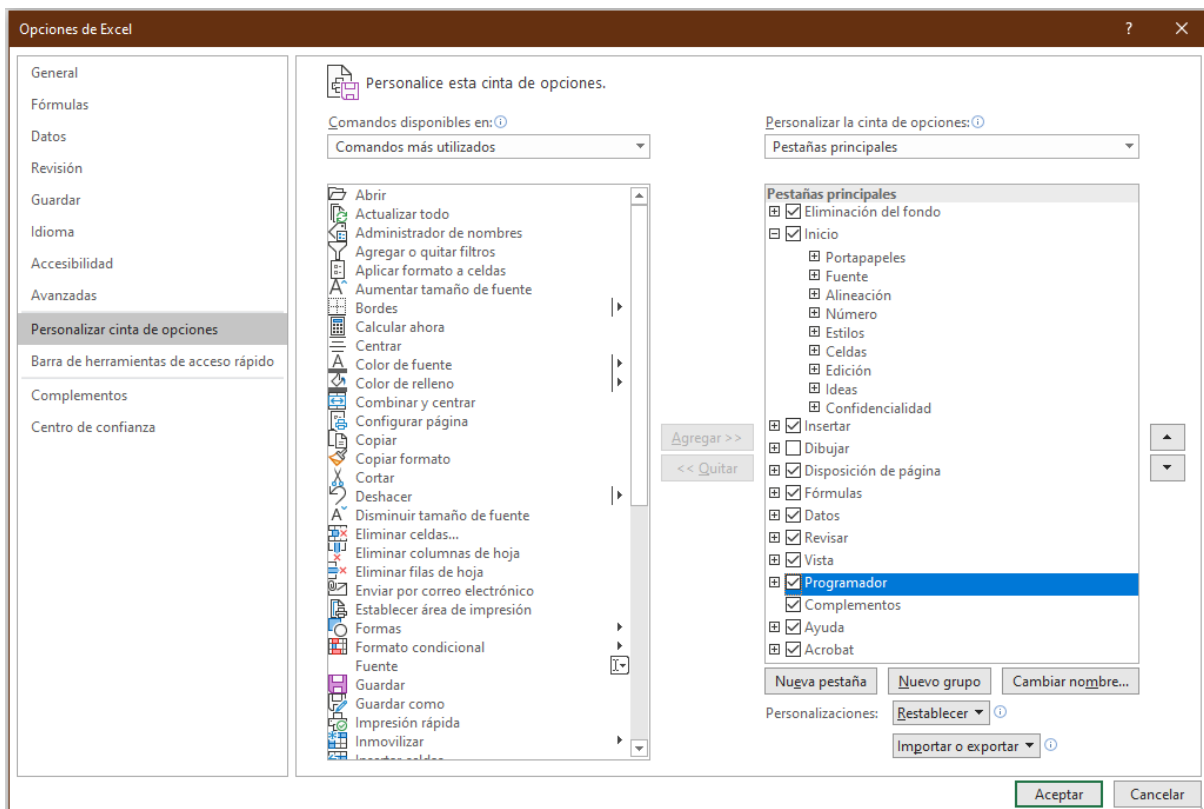 Opciones de Excel
General
Fórmulas
Datos
Revisión
Guardar
Idioma
Accesibilidad
Avanzadas
Personalizar cinta de opciones
Barra de herramientas de acceso rápido
Complementos
Centro de confianza
Personalice esta cinta de opciones.
Comandos disponibles en:
Comandos más utilizados
Abrir
Actualizar todo
Administrador de nombres
Agregar o quitar filtros
Aplicar formato a celdas
Aumentar tamaño de fuente
Bordes
Calcular ahora
Centrar
Color de fuente
Color de relleno
Combinar y centrar
Configurar página
Copiar
Copiar formato
Cortar
Deshacer
Disminuir tamaño de fuente
Eliminar celdas...
Eliminar columnas de hoja
Eliminar filas de hoja
Enviar por correo electrónico
Establecer área de impresión
Formas
Formato condicional
Fuente
Guardar
Guardar como
Impresión rápida
Inmovilizar
Insertar celdas
Agregar >>
<< Quitar
Personalizar la cinta de opciones:
Pestañas principales
Pestañas principales
Eliminación del fondo
Inicio
Portapapeles
Fuente
Alineación
Número
Estilos
Celdas
Edición
Ideas
Confidencialidad
Insertar
Dibujar
Disposición de página
Fórmulas
Datos
Revisar
Vista
Programador
Complementos
Ayuda
Acrobat
Nueva pestaña
Nuevo grupo
Cambiar nombre...
Personalizaciones:
Restablecer
Importar o exportar
Aceptar
Cancelar